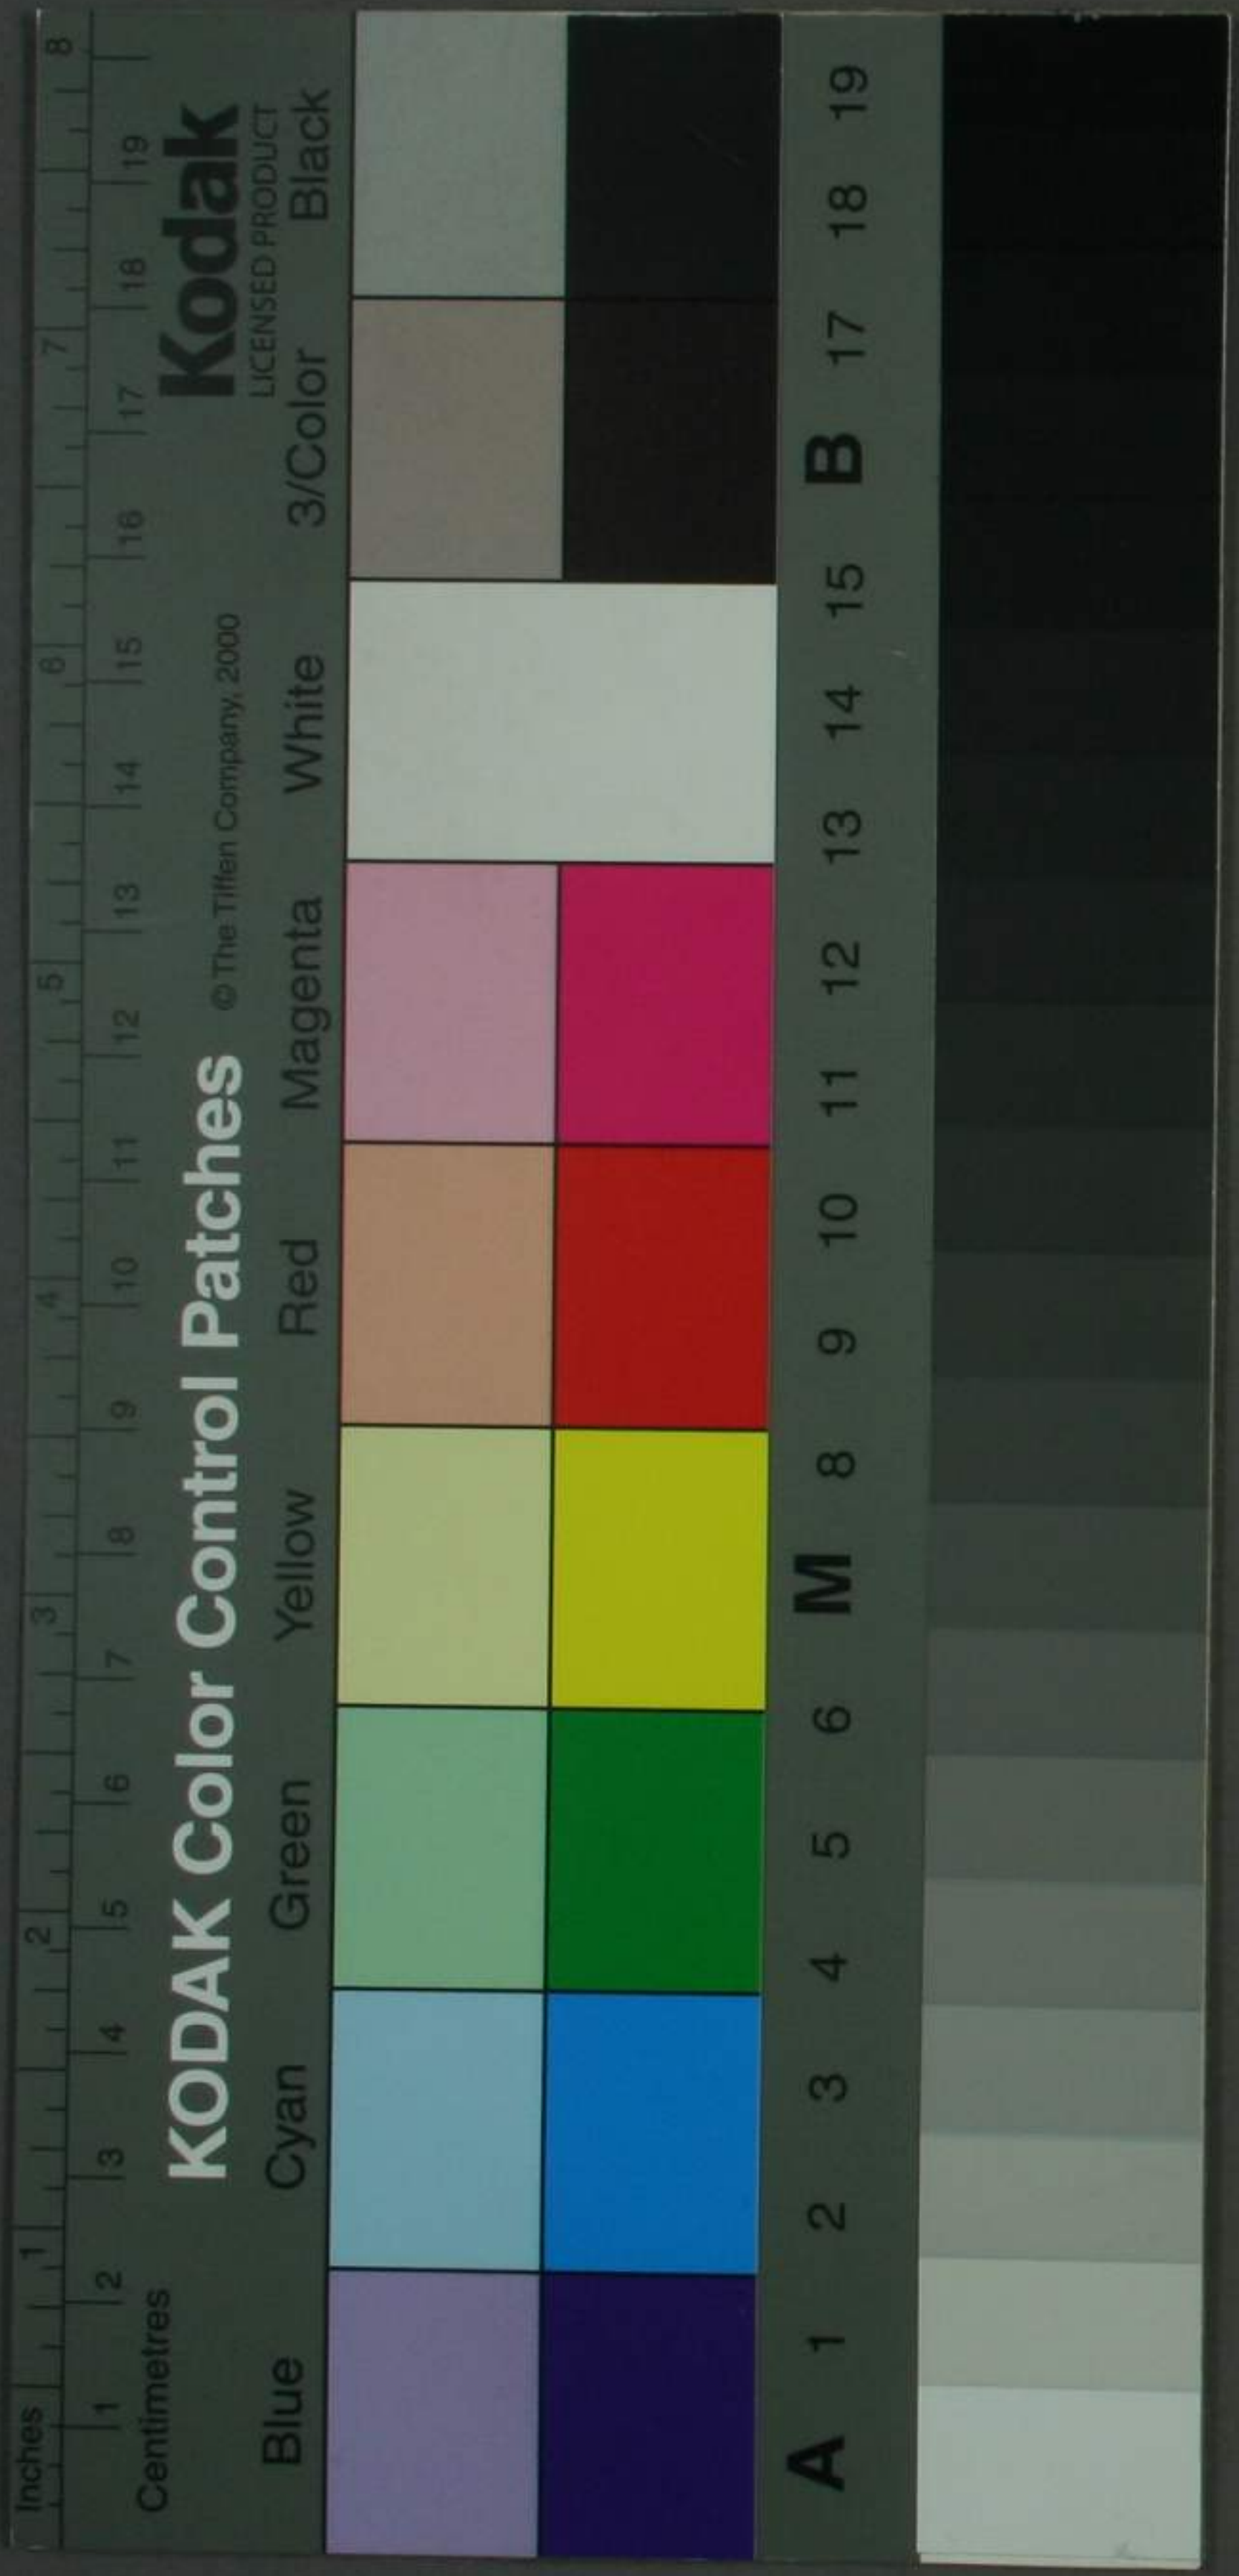 Inches 1 2 3 4 5 6 7 8
1 2 3 4 5 6 7 8 9 10 11 12 13 14 15 16 17 18 19
Centimetres
KODAK Color Control Patches © The Tiffen Company, 2000 Kodak
LICENSED PRODUCT
Blue Cyan Green Yellow Red Magenta White 3/Color Black
A 1 2 3 4 5 6 M 8 9 10 11 12 13 14 15 B 17 18 19